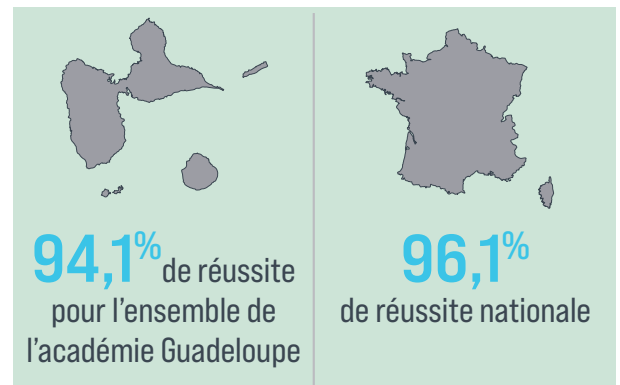 94,1% de réussite
pour l'ensemble de
l'académie Guadeloupe
96,1%
de réussite nationale